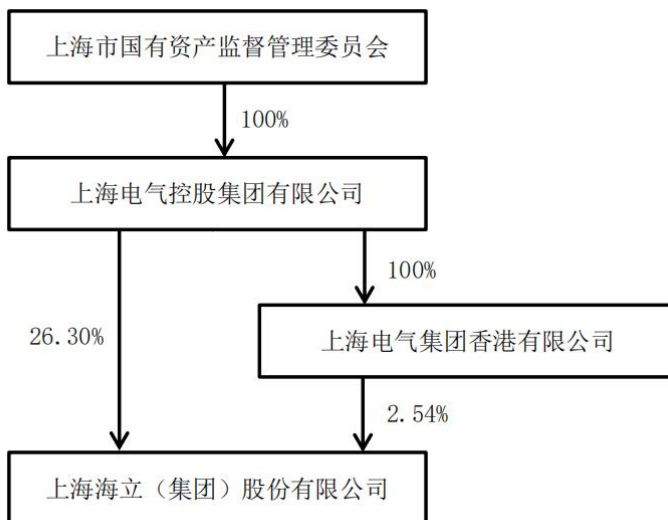 上海市国有资产监督管理委员会
100%
上海电气控股集团有限公司
100%
26.30%
上海电气集团香港有限公司
2.54%
上海海立（集团）股份有限公司